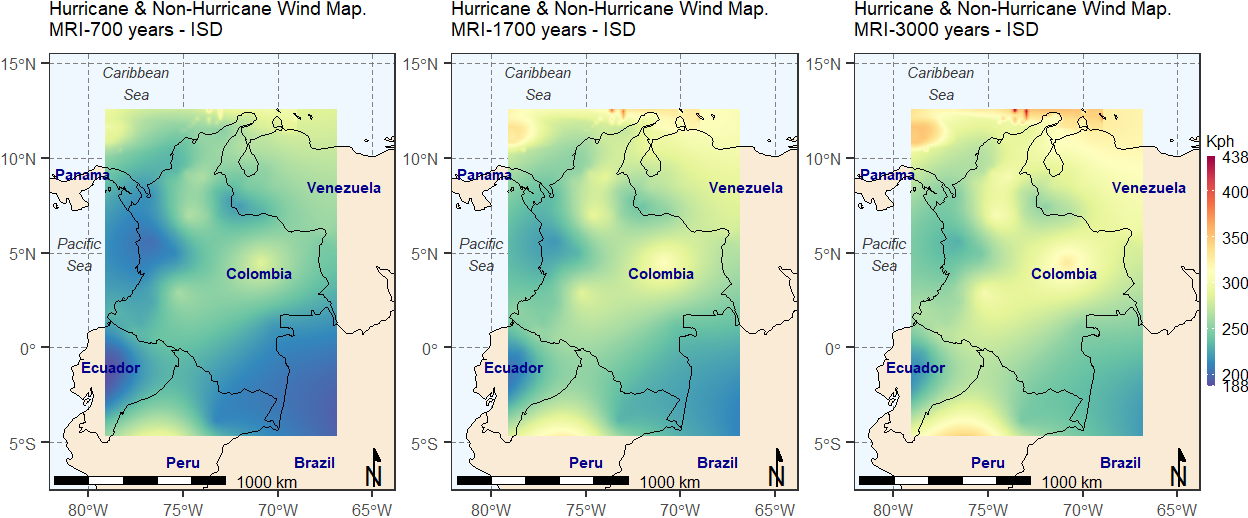 Hurricane & Non-Hurricane Wind Map.
MRI-700 years - ISD
15°N
10°N
5°N
0°
5°S
Caribbean
Sea
Panama
Venezuela
Pacific
Sea
Colombia
Ecuador
Peru
Brazil
1000 km
N
80°W
75°W
70°W
65°W
Hurricane & Non-Hurricane Wind Map.
MRI-1700 years - ISD
15°N
10°N
5°N
0°
5°S
Caribbean
Sea
Panama
Venezuela
Pacific
Sea
Colombia
Ecuador
Peru
Brazil
1000 km
N
80°W
75°W
70°W
65°W
Hurricane & Non-Hurricane Wind Map.
MRI-3000 years - ISD
15°N
10°N
5°N
0°
5°S
Caribbean
Sea
Panama
Venezuela
Pacific
Sea
Colombia
Ecuador
Peru
Brazil
1000 km
N
80°W
75°W
70°W
65°W
Kph
438
400
350
300
250
200
188